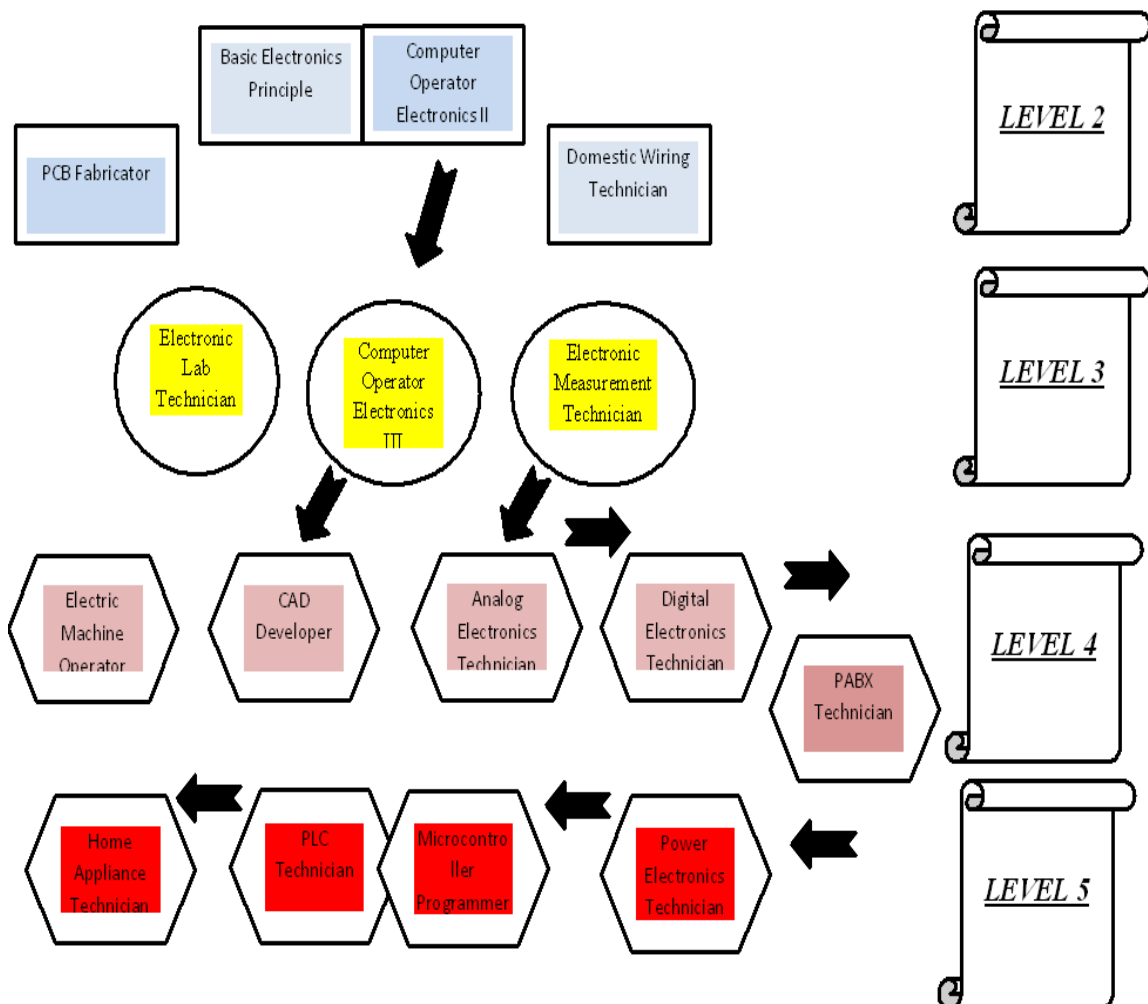 Basic Electronics
Principle
Computer
Operator
Electronics II
LEVEL 2
PCB Fabricator
Domestic Wiring
Technician
Electronic
Lab
Technician
Computer
Operator
Electronics
III
Electronic
Measurement
Technician
LEVEL 3
Electric
Machine
Operator
CAD
Developer
Analog
Electronics
Technician
Digital
Electronics
Technician
PABX
Technician
LEVEL 4
Home
Appliance
Technician
PLC
Technician
Microcontro
ller
Programmer
Power
Electronics
Technician
LEVEL 5